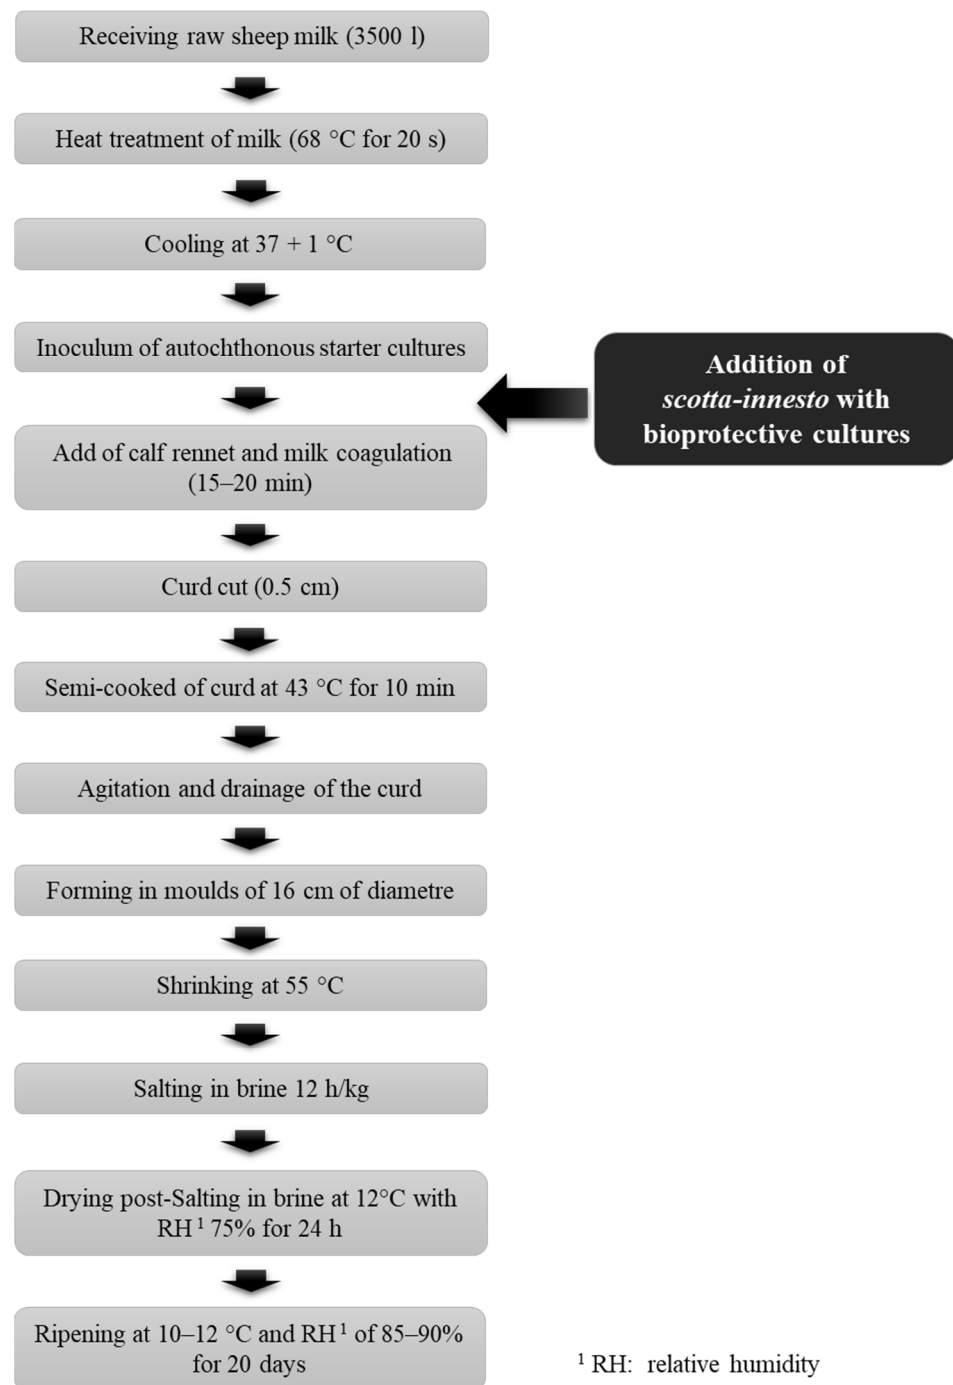 Receiving raw sheep milk (3500 l)
Heat treatment of milk (68 °C for 20 s)
Cooling at 37 + 1 °C
Inoculum of autochthonous starter cultures
Addition of
scotta-innesto with
bioprotective cultures
Add of calf rennet and milk coagulation
(15–20 min)
Curd cut (0.5 cm)
Semi-cooked of curd at 43 °C for 10 min
Agitation and drainage of the curd
Forming in moulds of 16 cm of diametre
Shrinking at 55 °C
Salting in brine 12 h/kg
Drying post-Salting in brine at 12°C with
RH¹ 75% for 24 h
Ripening at 10–12 °C and RH¹ of 85–90%
for 20 days
¹ RH: relative humidity